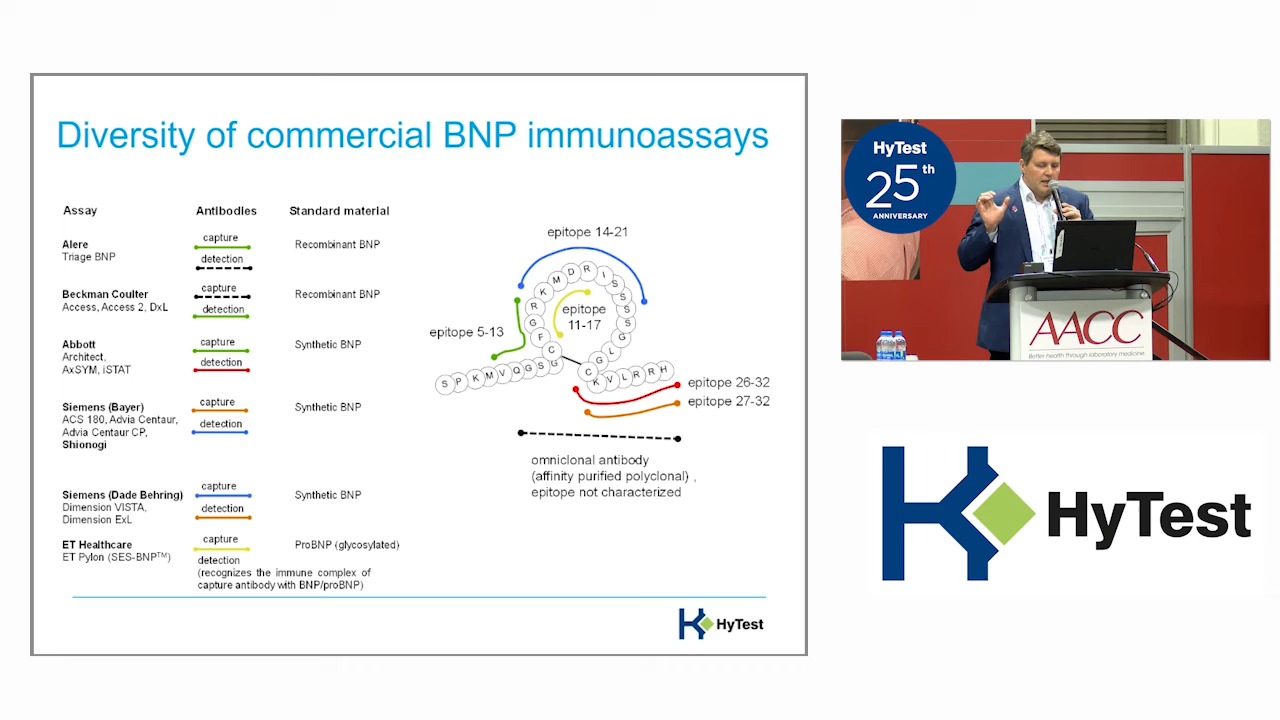 Diversity of commercial BNP immunoassays
Assay Antibodies Standard material
Alere
Triage BNP
capture
detection
Recombinant BNP
Beckman Coulter
Access, Access 2, DxL
capture
detection
Recombinant BNP
Abbott
Architect,
AxSYM, iSTAT
capture
detection
Synthetic BNP
Siemens (Bayer)
ACS 180, Advia Centaur,
Advia Centaur CP,
Shionogi
capture
detection
Synthetic BNP
Siemens (Dade Behring)
Dimension VISTA,
Dimension ExL
capture
detection
Synthetic BNP
ET Healthcare
ET Pylon (SES-BNP™)
capture
detection
(recognizes the immune complex of
capture antibody with BNP/proBNP)
ProBNP (glycosylated)
epitope 14-21
epitope
11-17
epitope 5-13
S P K M V Q G S G C F G R K M D R I S S S S G L G C K V L R R H
epitope 26-32
epitope 27-32
omniclonal antibody
(affinity purified polyclonal) ,
epitope not characterized
HyTest
HyTest
25th
ANNIVERSARY
AACC
Better health through laboratory medicine.
HyTest